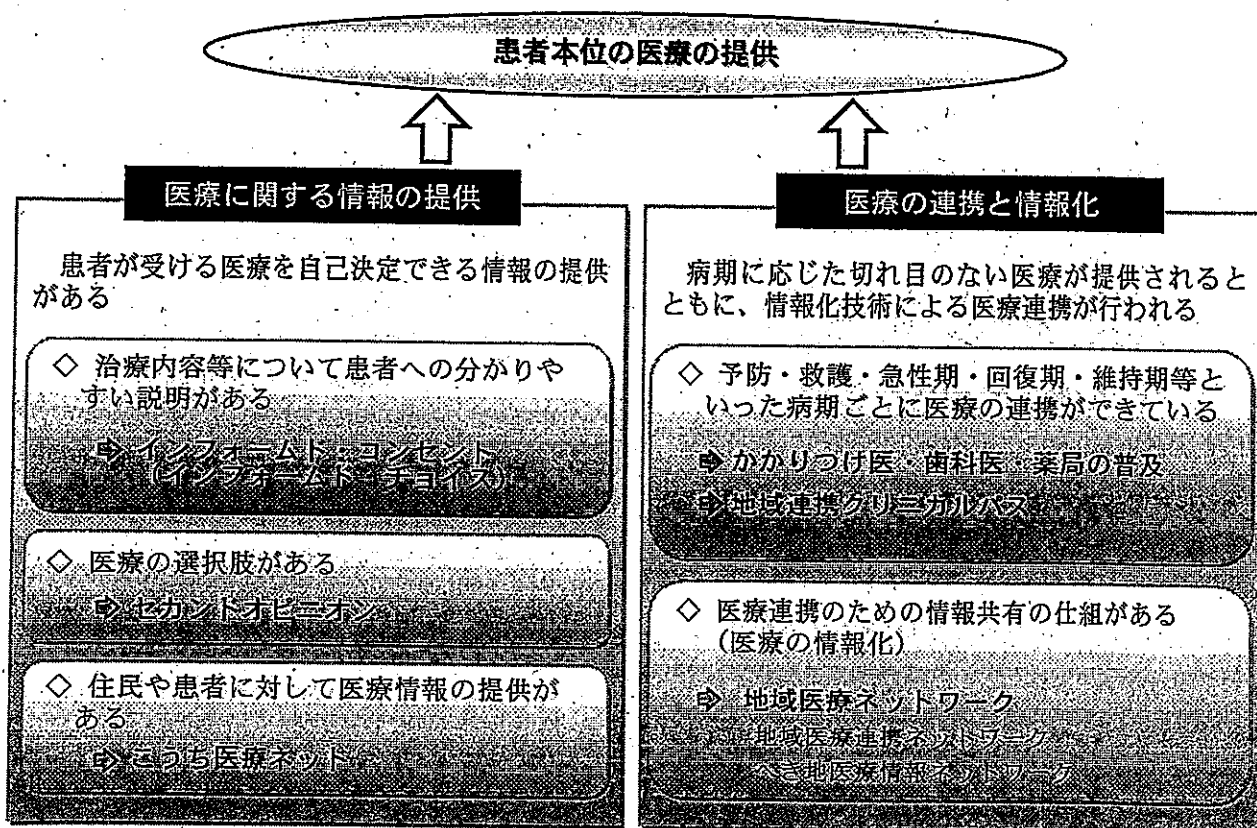 患者本位の医療の提供
医療に関する情報の提供
患者が受ける医療を自己決定できる情報の提供
がある
◇ 治療内容等について患者への分かりや
すい説明がある
⇨ インフォームド・コンセント
(インフォームド・チョイス)
◇ 医療の選択肢がある
⇨ セカンドオピニオン
◇ 住民や患者に対して医療情報の提供が
ある
⇨ こうち医療ネット
医療の連携と情報化
病期に応じた切れ目のない医療が提供されると
ともに、情報化技術による医療連携が行われる
◇ 予防・救護・急性期・回復期・維持期等と
いった病期ごとに医療の連携ができている
⇨ かかりつけ医・歯科医・薬局の普及
⇨ 地域連携クリニカルパス
◇ 医療連携のための情報共有の仕組がある
(医療の情報化)
⇨ 地域医療ネットワーク
地域医療連携ネットワーク
へき地医療情報ネットワーク